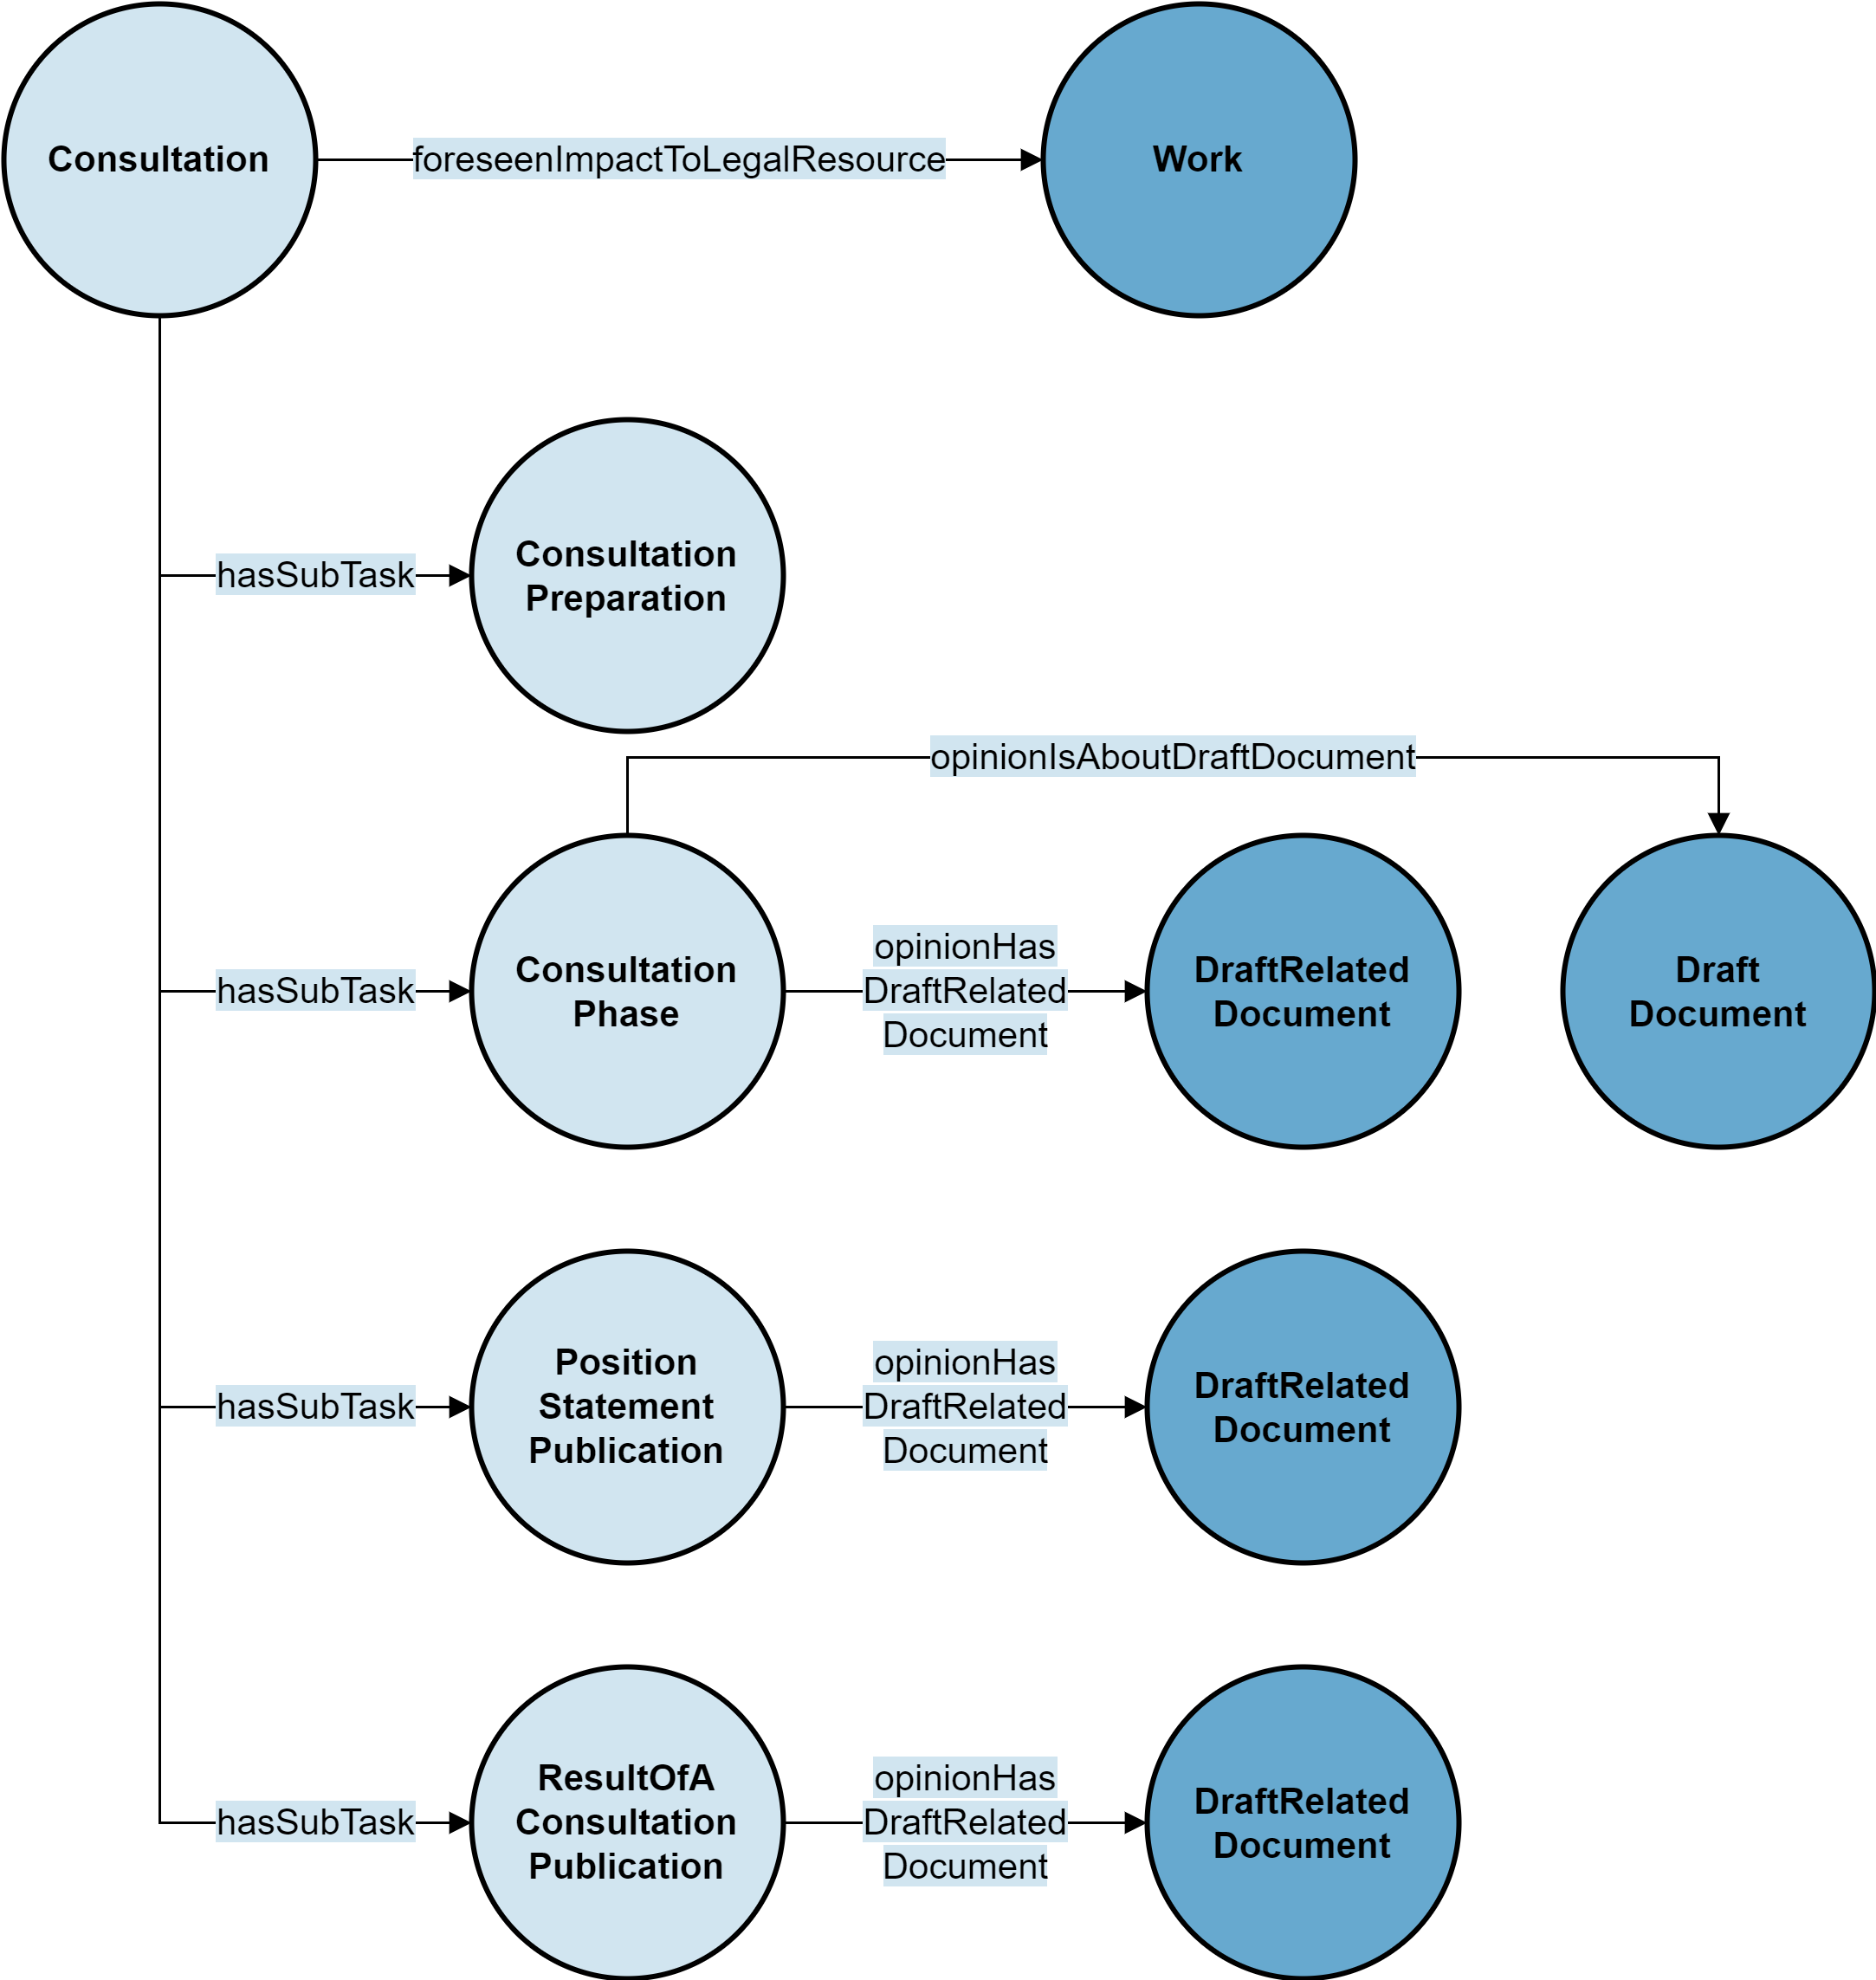 Consultation
foreseenImpactToLegalResource
Work
hasSubTask
Consultation
Preparation
opinionIsAboutDraftDocument
hasSubTask
Consultation
Phase
opinionHas
DraftRelated
Document
DraftRelated
Document
Draft
Document
hasSubTask
Position
Statement
Publication
opinionHas
DraftRelated
Document
DraftRelated
Document
hasSubTask
ResultOfA
Consultation
Publication
opinionHas
DraftRelated
Document
DraftRelated
Document